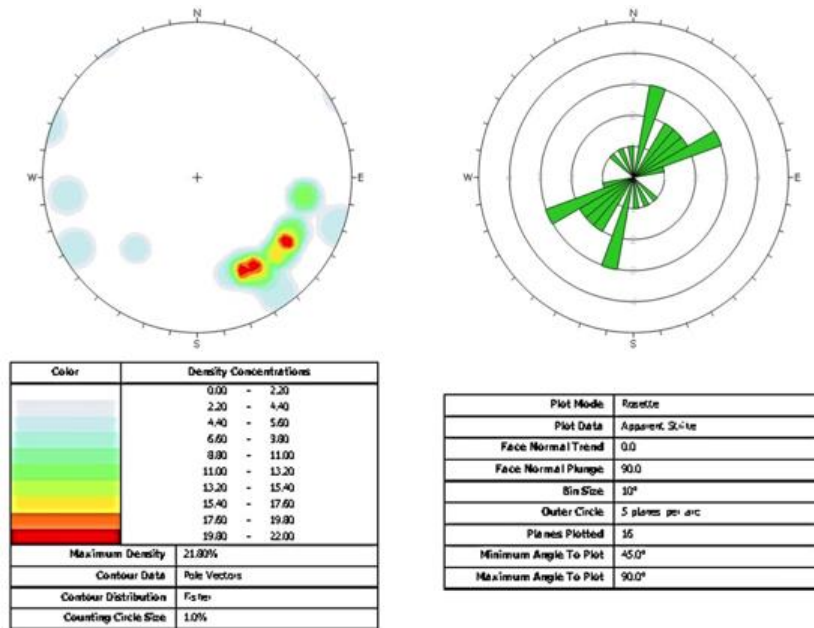 N
W
E
S
N
W
E
S
Color Density Concentrations
0.00 - 2.20
2.20 - 4.40
4.40 - 6.60
6.60 - 8.80
8.80 - 11.00
11.00 - 13.20
13.20 - 15.40
15.40 - 17.60
17.60 - 19.80
19.80 - 22.00
Maximum Density 21.80%
Contour Data Pole Vectors
Contour Distribution Fisher
Counting Circle Size 1.0%
Plot Mode Rosette
Plot Data Apparent Strike
Face Normal Trend 0.0
Face Normal Plunge 90.0
Bin Size 10°
Outer Circle 5 planes per arc
Planes Plotted 16
Minimum Angle To Plot 45.0°
Maximum Angle To Plot 90.0°